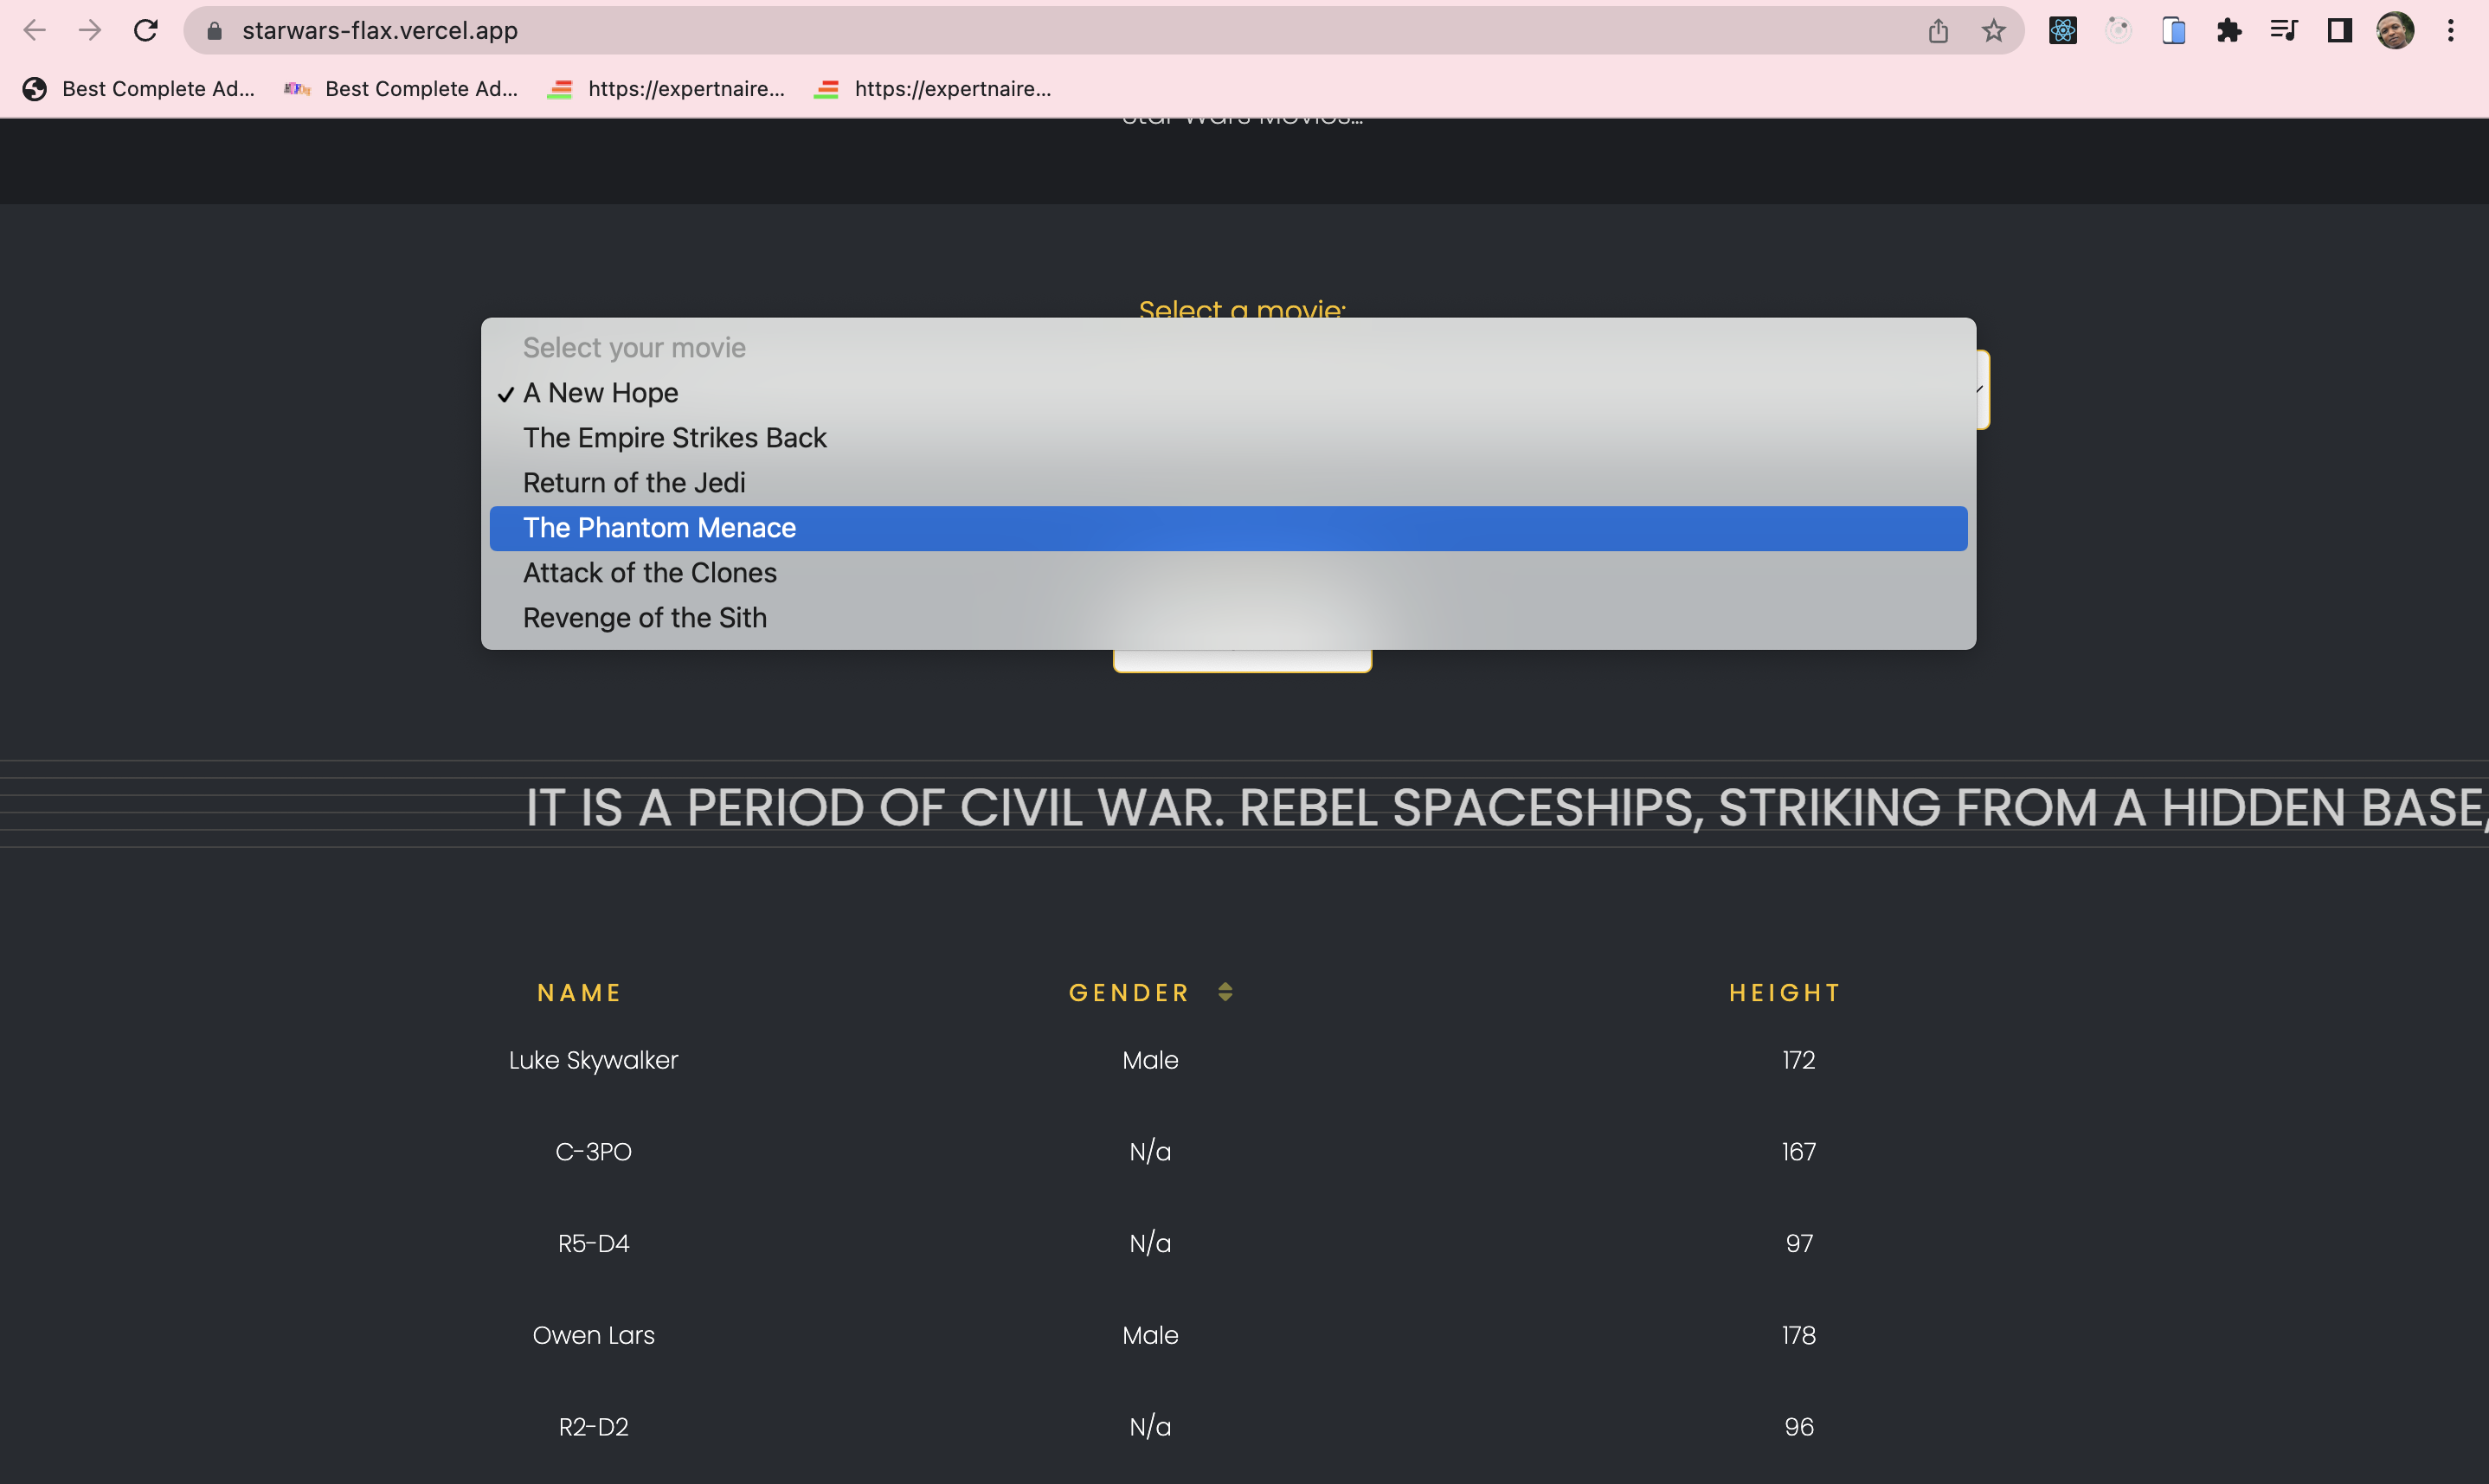 starwars-flax.vercel.app
Best Complete Ad... Best Complete Ad... https://expertnaire... https://expertnaire...
Star Wars Movies...
Select a movie:
Select your movie
✓ A New Hope
The Empire Strikes Back
Return of the Jedi
The Phantom Menace
Attack of the Clones
Revenge of the Sith
IT IS A PERIOD OF CIVIL WAR. REBEL SPACESHIPS, STRIKING FROM A HIDDEN BASE,
NAME GENDER HEIGHT
Luke Skywalker Male 172
C-3PO N/a 167
R5-D4 N/a 97
Owen Lars Male 178
R2-D2 N/a 96